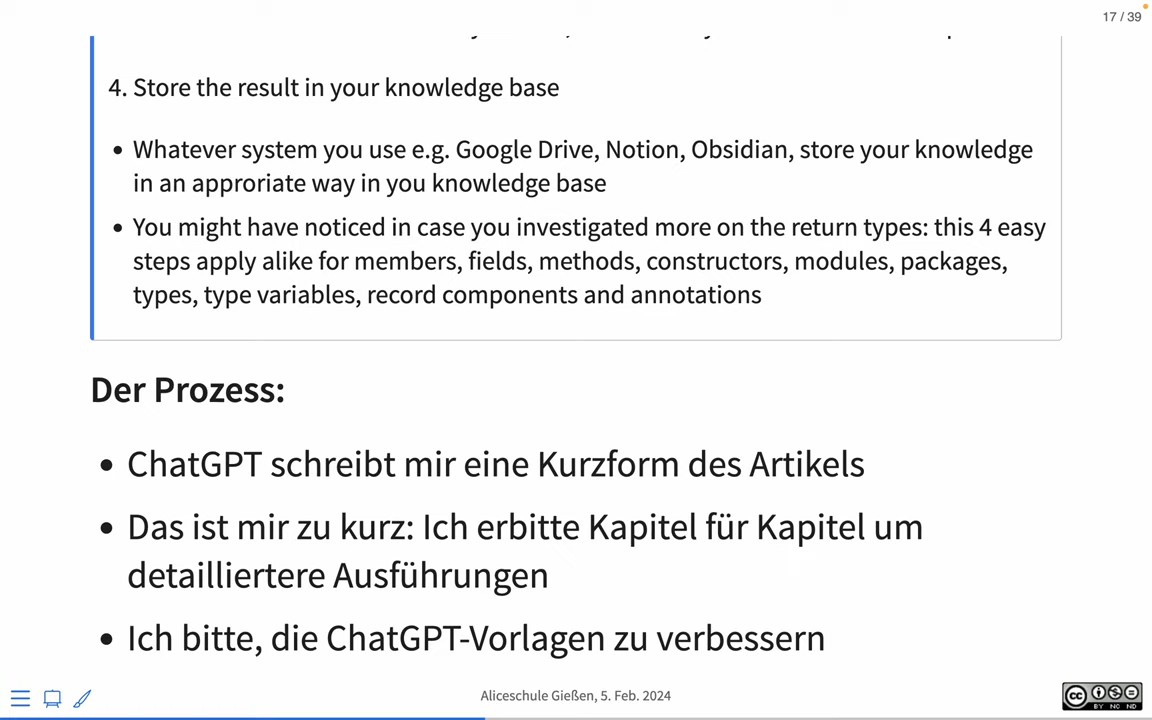 17 / 39
4. Store the result in your knowledge base
• Whatever system you use e.g. Google Drive, Notion, Obsidian, store your knowledge
in an approriate way in you knowledge base
• You might have noticed in case you investigated more on the return types: this 4 easy
steps apply alike for members, fields, methods, constructors, modules, packages,
types, type variables, record components and annotations
Der Prozess:
• ChatGPT schreibt mir eine Kurzform des Artikels
• Das ist mir zu kurz: Ich erbitte Kapitel für Kapitel um
detailliertere Ausführungen
• Ich bitte, die ChatGPT-Vorlagen zu verbessern
Aliceschule Gießen, 5. Feb. 2024
cc
BY NC ND